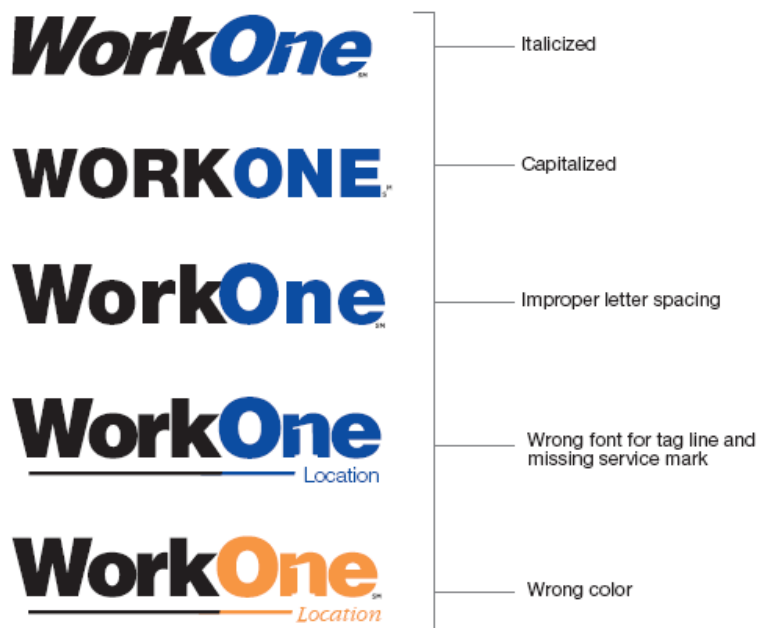 WorkOne SM Italicized
WORKONE SM Capitalized
WorkOne SM Improper letter spacing
WorkOne Wrong font for tag line and
Location missing service mark
WorkOne SM Wrong color
Location